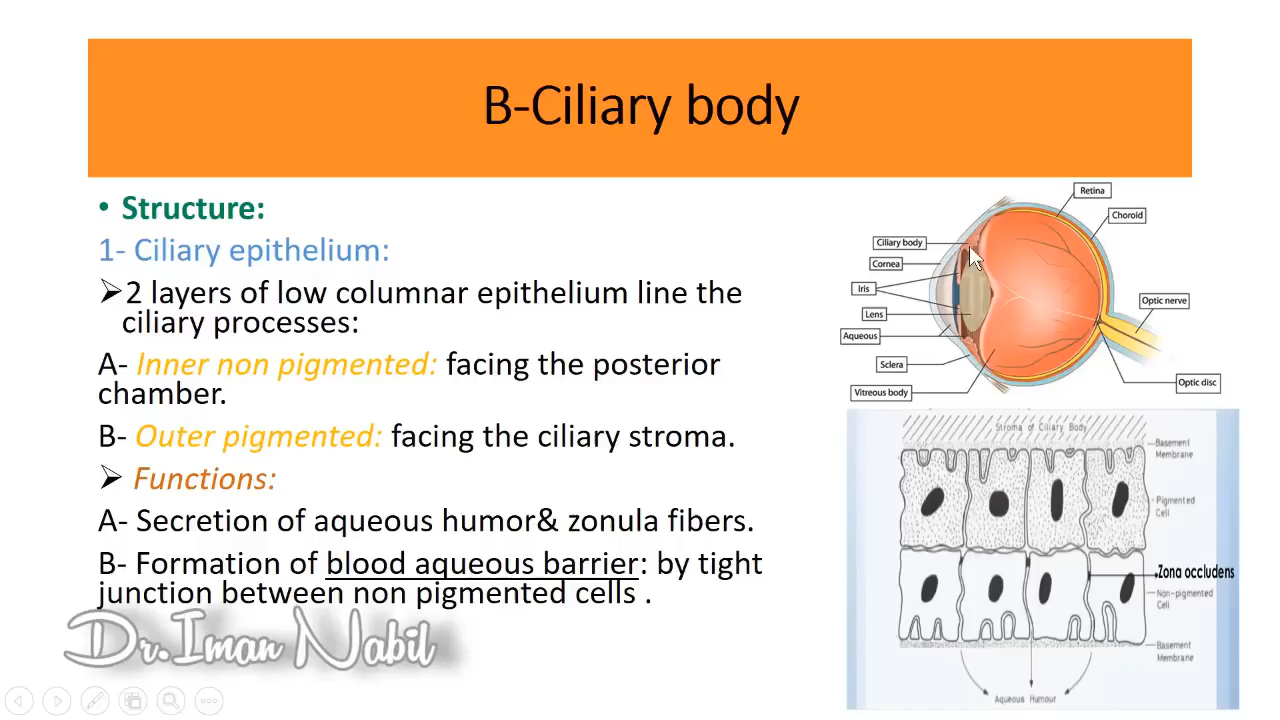 B-Ciliary body
• Structure:
1- Ciliary epithelium:
➢2 layers of low columnar epithelium line the
ciliary processes:
A- Inner non pigmented: facing the posterior
chamber.
B- Outer pigmented: facing the ciliary stroma.
➢ Functions:
A- Secretion of aqueous humor& zonula fibers.
B- Formation of blood aqueous barrier: by tight
junction between non pigmented cells .
Dr.Iman Nabil
Retina
Choroid
Ciliary body
Cornea
Iris
Lens
Aqueous
Sclera
Vitreous body
Optic nerve
Optic disc
Stroma of Ciliary Body
Basement
Membrane
Pigmented
Cell
Zona occludens
Non-pigmented
Cell
Basement
Membrane
Aqueous Humour